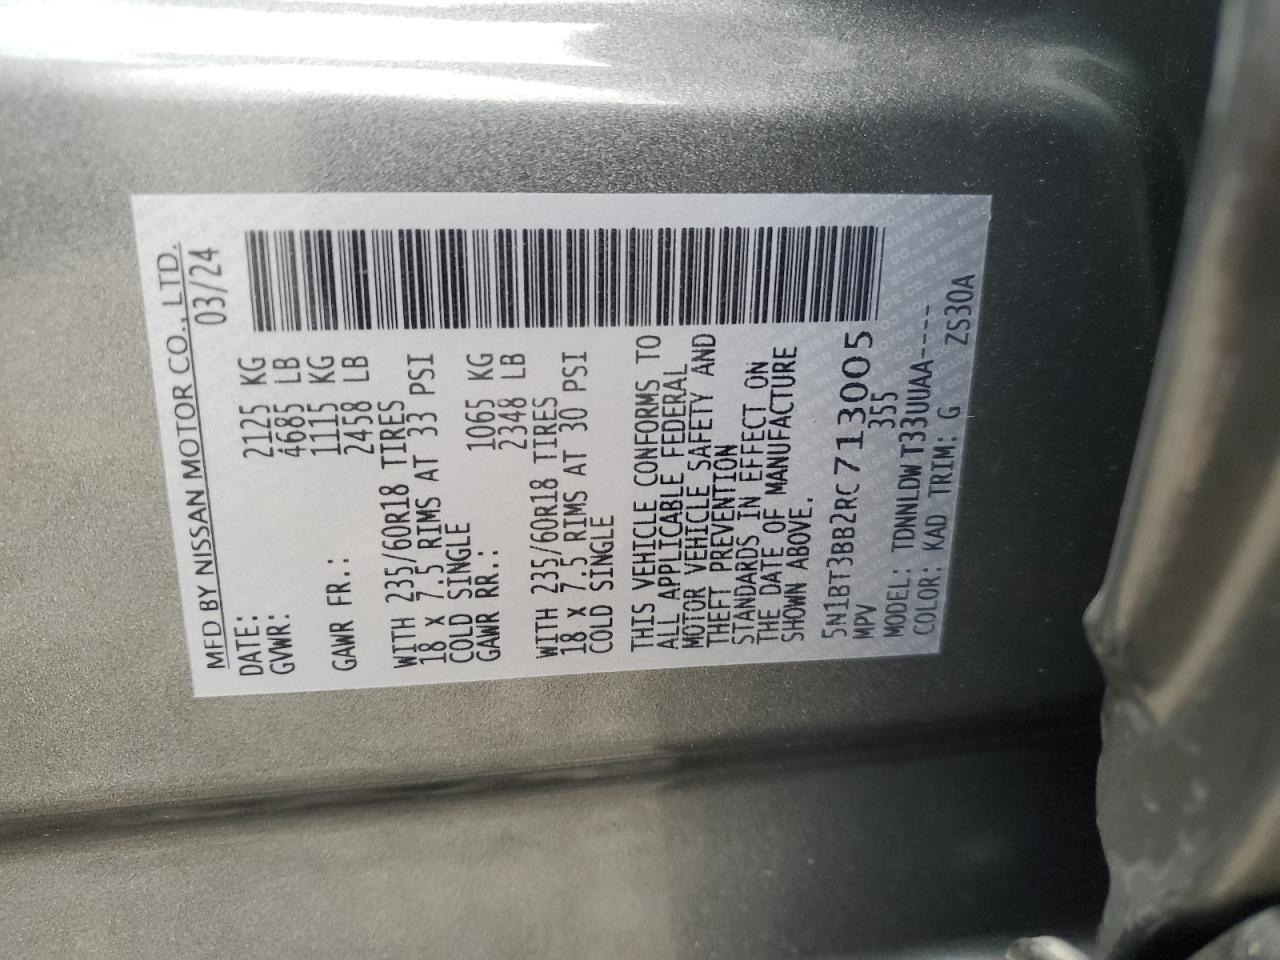 MFD BY NISSAN MOTOR CO., LTD.
DATE: 03/24
GVWR: 2125 KG
4685 LB
GAWR FR.: 1115 KG
2458 LB
WITH 235/60R18 TIRES
18 X 7.5 RIMS AT 33 PSI
COLD SINGLE
GAWR RR.: 1065 KG
2348 LB
WITH 235/60R18 TIRES
18 X 7.5 RIMS AT 30 PSI
COLD SINGLE
THIS VEHICLE CONFORMS TO
ALL APPLICABLE FEDERAL
MOTOR VEHICLE SAFETY AND
THEFT PREVENTION
STANDARDS IN EFFECT ON
THE DATE OF MANUFACTURE
SHOWN ABOVE.
5N1BT3BB2RC713005
MPV 355
MODEL: TDNNLDWT33UUAA----
COLOR: KAD TRIM: G ZS30A